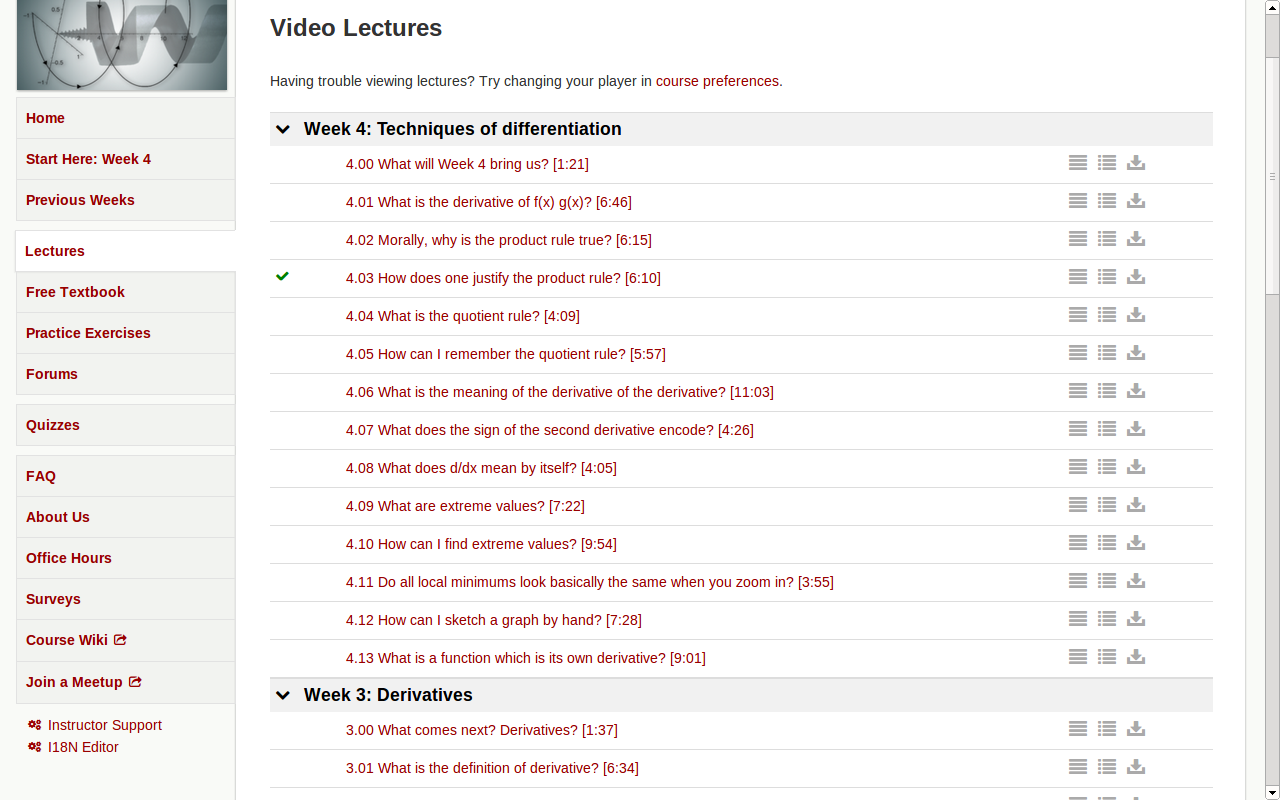 Video Lectures
Having trouble viewing lectures? Try changing your player in course preferences.
Home
Start Here: Week 4
Previous Weeks
Lectures
Free Textbook
Practice Exercises
Forums
Quizzes
FAQ
About Us
Office Hours
Surveys
Course Wiki
Join a Meetup
Instructor Support
I18N Editor
Week 4: Techniques of differentiation
4.00 What will Week 4 bring us? [1:21]
4.01 What is the derivative of f(x) g(x)? [6:46]
4.02 Morally, why is the product rule true? [6:15]
4.03 How does one justify the product rule? [6:10]
4.04 What is the quotient rule? [4:09]
4.05 How can I remember the quotient rule? [5:57]
4.06 What is the meaning of the derivative of the derivative? [11:03]
4.07 What does the sign of the second derivative encode? [4:26]
4.08 What does d/dx mean by itself? [4:05]
4.09 What are extreme values? [7:22]
4.10 How can I find extreme values? [9:54]
4.11 Do all local minimums look basically the same when you zoom in? [3:55]
4.12 How can I sketch a graph by hand? [7:28]
4.13 What is a function which is its own derivative? [9:01]
Week 3: Derivatives
3.00 What comes next? Derivatives? [1:37]
3.01 What is the definition of derivative? [6:34]